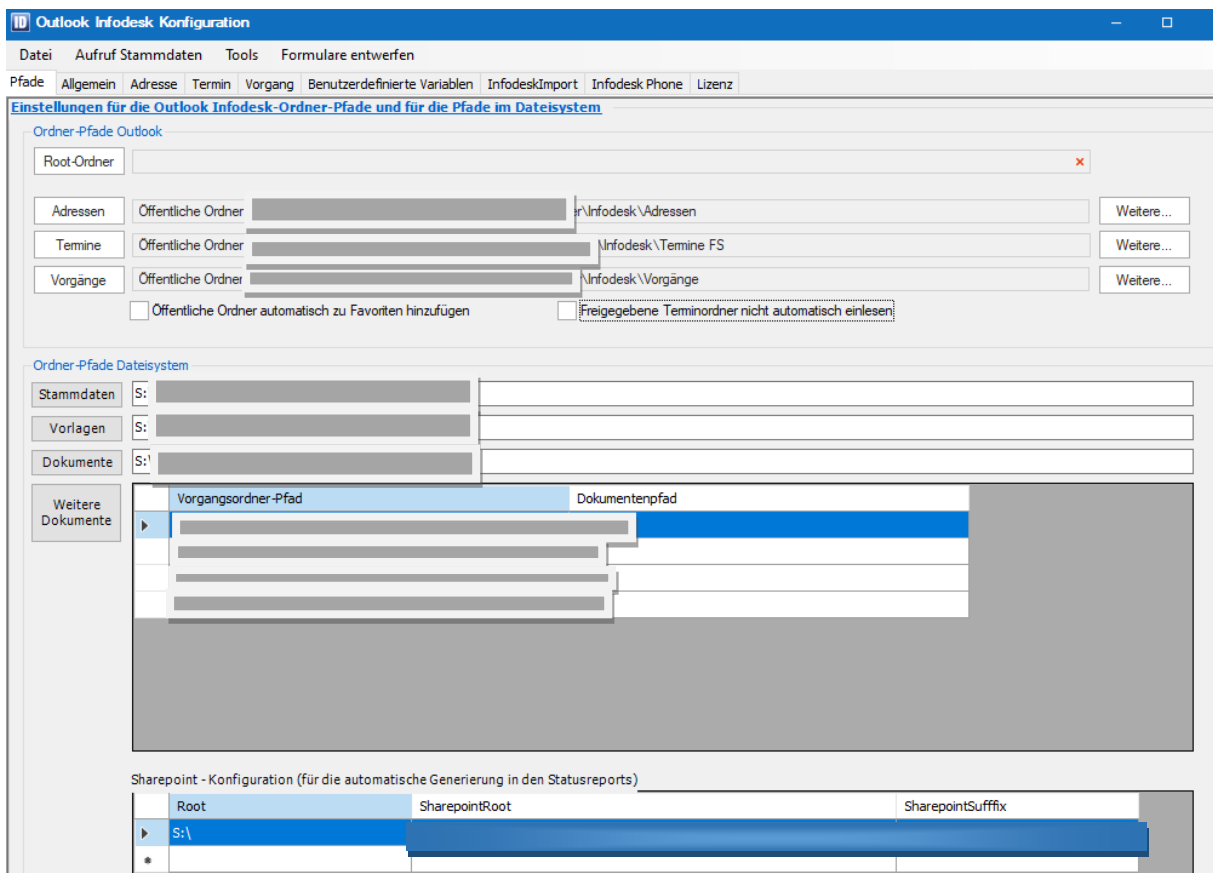 Outlook Infodesk Konfiguration
Datei Aufruf Stammdaten Tools Formulare entwerfen
Pfade Allgemein Adresse Termin Vorgang Benutzerdefinierte Variablen InfodeskImport Infodesk Phone Lizenz
Einstellungen für die Outlook Infodesk-Ordner-Pfade und für die Pfade im Dateisystem
Ordner-Pfade Outlook
Root-Ordner
Adressen Öffentliche Ordner r\Infodesk\Adressen Weitere...
Termine Öffentliche Ordner \Infodesk\Termine FS Weitere...
Vorgänge Öffentliche Ordner \Infodesk\Vorgänge Weitere...
Öffentliche Ordner automatisch zu Favoriten hinzufügen Freigegebene Terminordner nicht automatisch einlesen
Ordner-Pfade Dateisystem
Stammdaten S:
Vorlagen S:
Dokumente S:\
Weitere Dokumente
Vorgangsordner-Pfad Dokumentenpfad
Sharepoint - Konfiguration (für die automatische Generierung in den Statusreports)
Root SharepointRoot SharepointSufffix
S:\